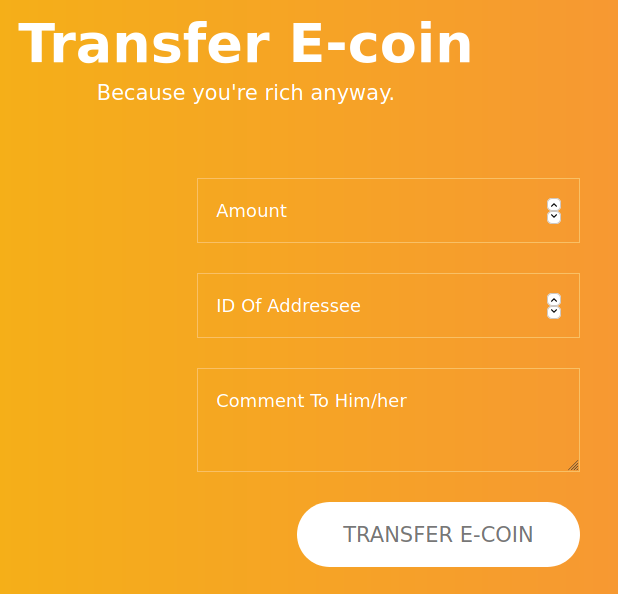 Transfer E-coin
Because you're rich anyway.
Amount
ID Of Addressee
Comment To Him/her
TRANSFER E-COIN